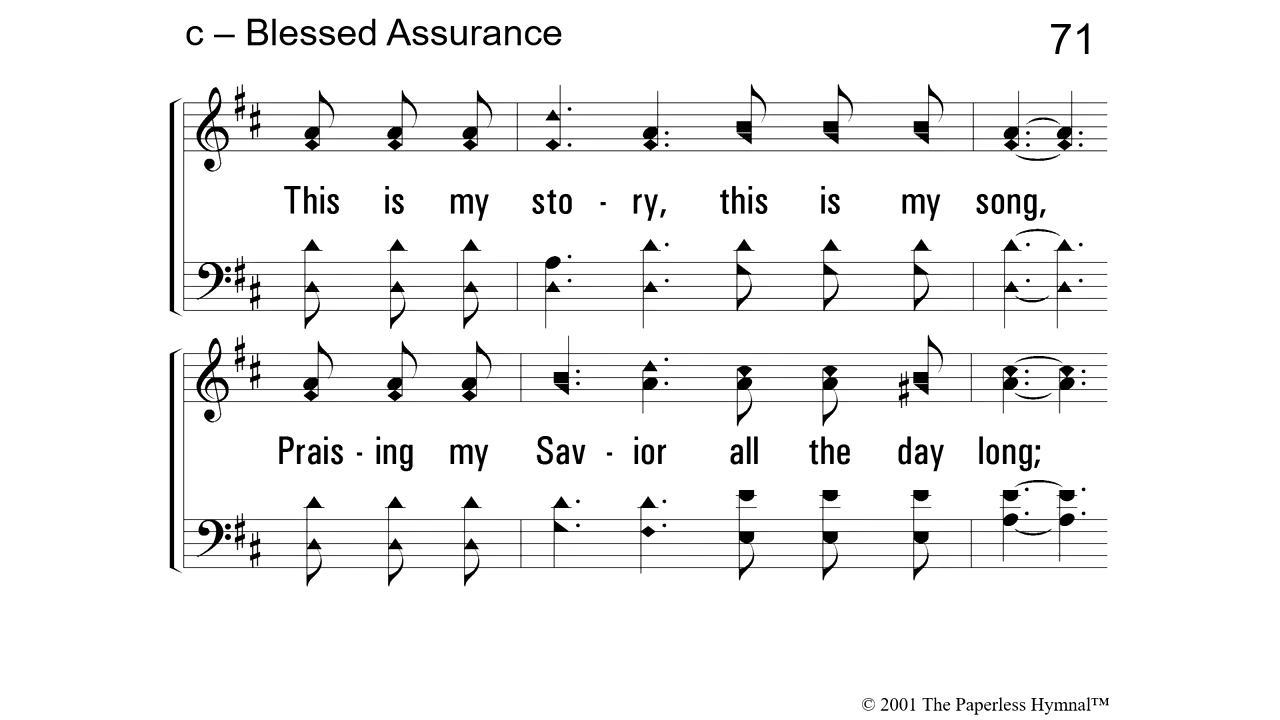 c – Blessed Assurance 71
This is my sto - ry, this is my song,
Prais - ing my Sav - ior all the day long;
© 2001 The Paperless Hymnal™